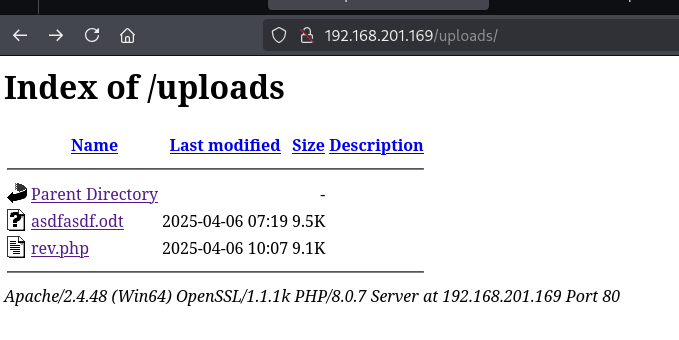 192.168.201.169/uploads/
Index of /uploads
Name Last modified Size Description
Parent Directory -
asdfasdf.odt 2025-04-06 07:19 9.5K
rev.php 2025-04-06 10:07 9.1K
Apache/2.4.48 (Win64) OpenSSL/1.1.1k PHP/8.0.7 Server at 192.168.201.169 Port 80